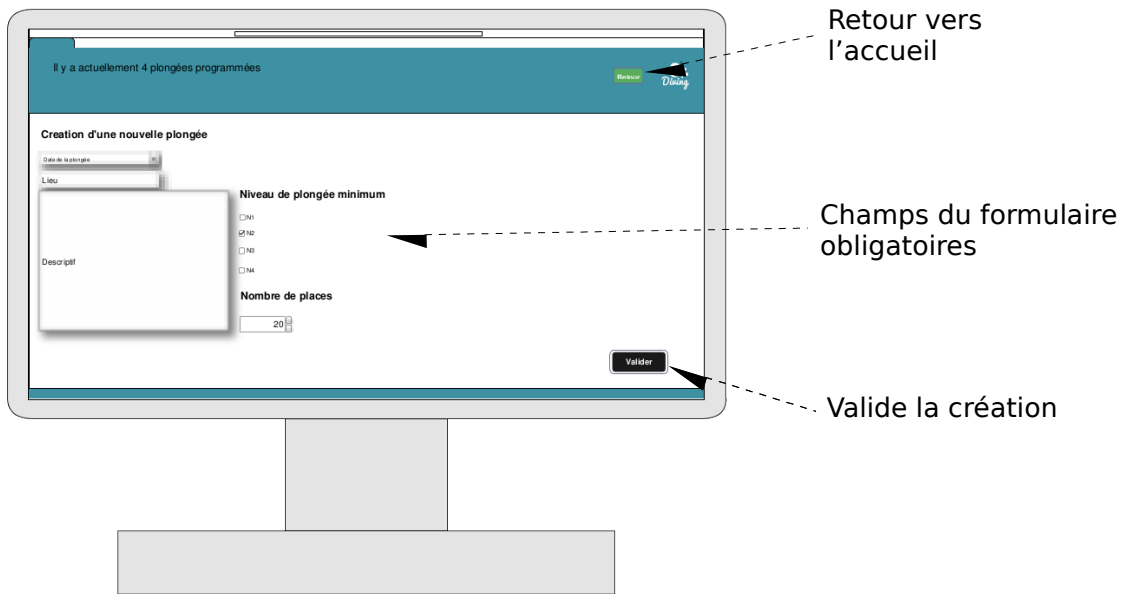 Retour vers
l'accueil
Il y a actuellement 4 plongées programmées
Retour
Diving
Creation d'une nouvelle plongée
Date de la plongée
Lieu
Niveau de plongée minimum
N1
N2
N3
N4
Descriptif
Champs du formulaire
obligatoires
Nombre de places
20
Valider
Valide la création